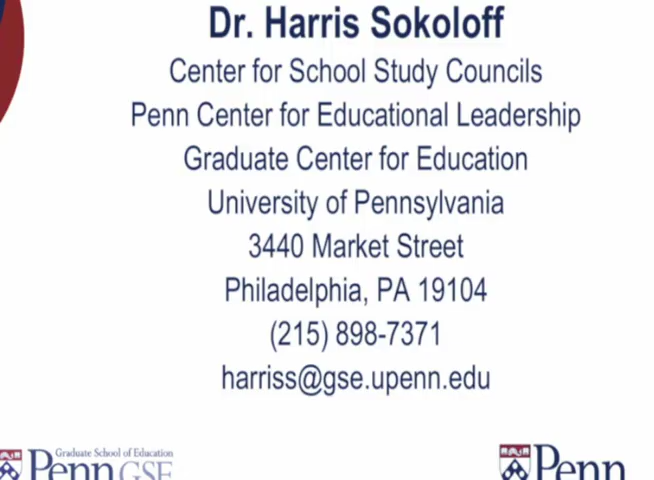 Dr. Harris Sokoloff
Center for School Study Councils
Penn Center for Educational Leadership
Graduate Center for Education
University of Pennsylvania
3440 Market Street
Philadelphia, PA 19104
(215) 898-7371
harriss@gse.upenn.edu
Graduate School of Education
Penn GSE
Penn